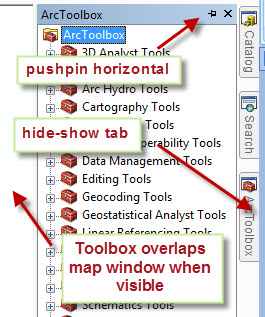 ArcToolbox
ArcToolbox
3D Analyst Tools
pushpin horizontal
Arc Hydro Tools
Cartography Tools
hide-show tab
erability Tools
Data Management Tools
Editing Tools
Geocoding Tools
Geostatistical Analyst Tools
Linear Referencing Tools
Toolbox overlaps
map window when
visible
Schematics Tools
Catalog
Search
ArcToolbox